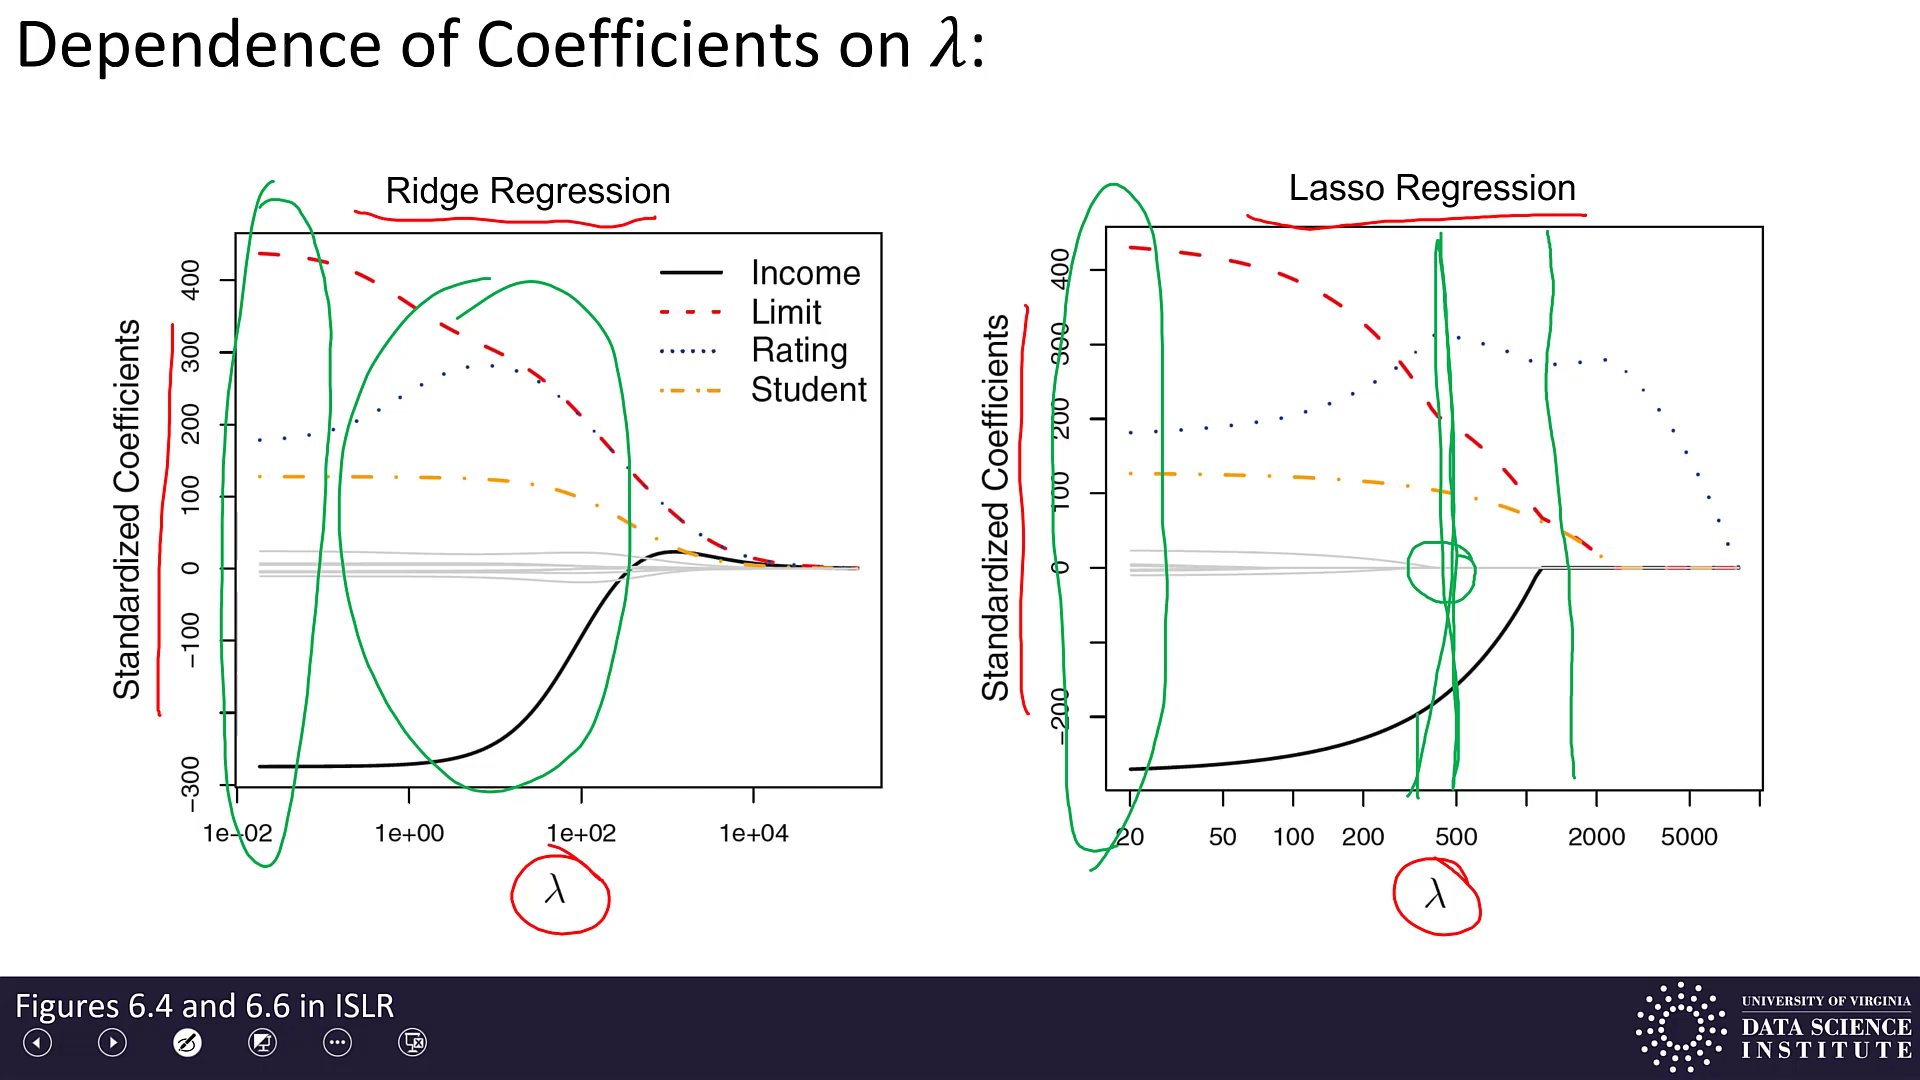 Dependence of Coefficients on λ:
Ridge Regression
Standardized Coefficients
400
300
200
100
0
−100
−300
Income
Limit
Rating
Student
1e−02 1e+00 1e+02 1e+04
λ
Lasso Regression
Standardized Coefficients
400
300
200
100
0
−200
20 50 100 200 500 2000 5000
λ
Figures 6.4 and 6.6 in ISLR
UNIVERSITY OF VIRGINIA
DATA SCIENCE
INSTITUTE